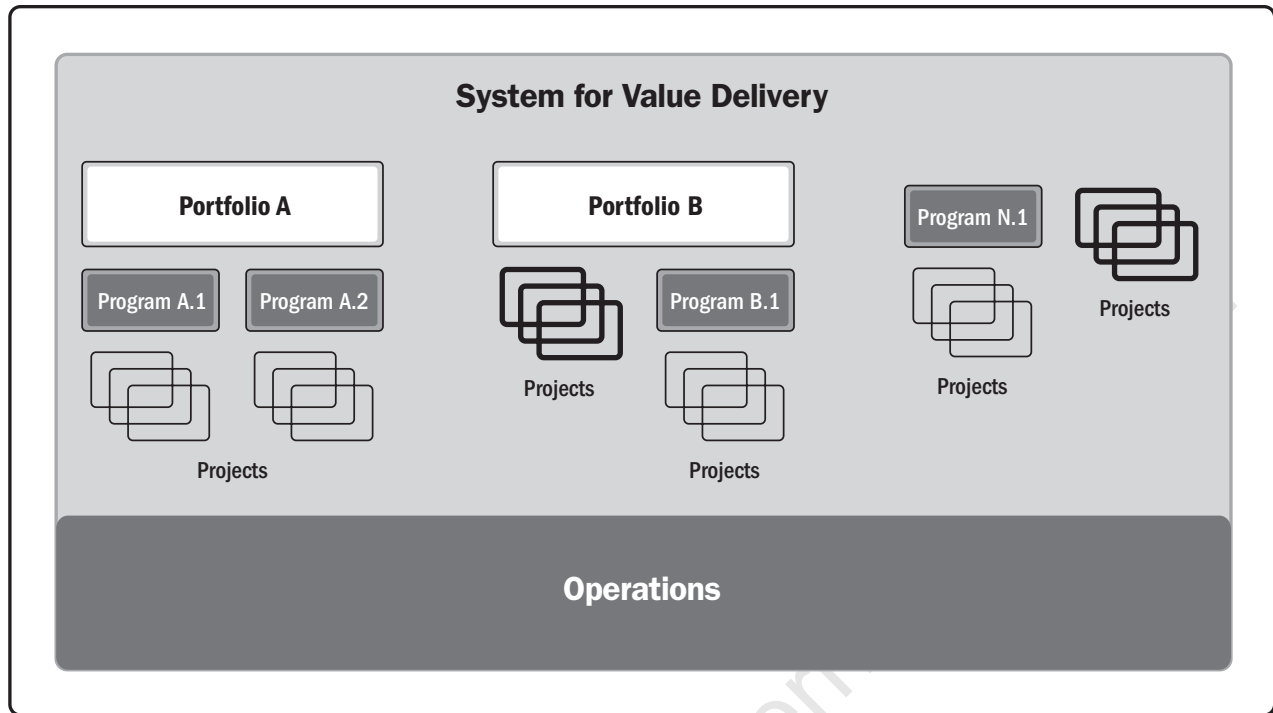 System for Value Delivery
Portfolio A
Portfolio B
Program N.1
Program A.1
Program A.2
Program B.1
Projects
Projects
Projects
Projects
Projects
Operations